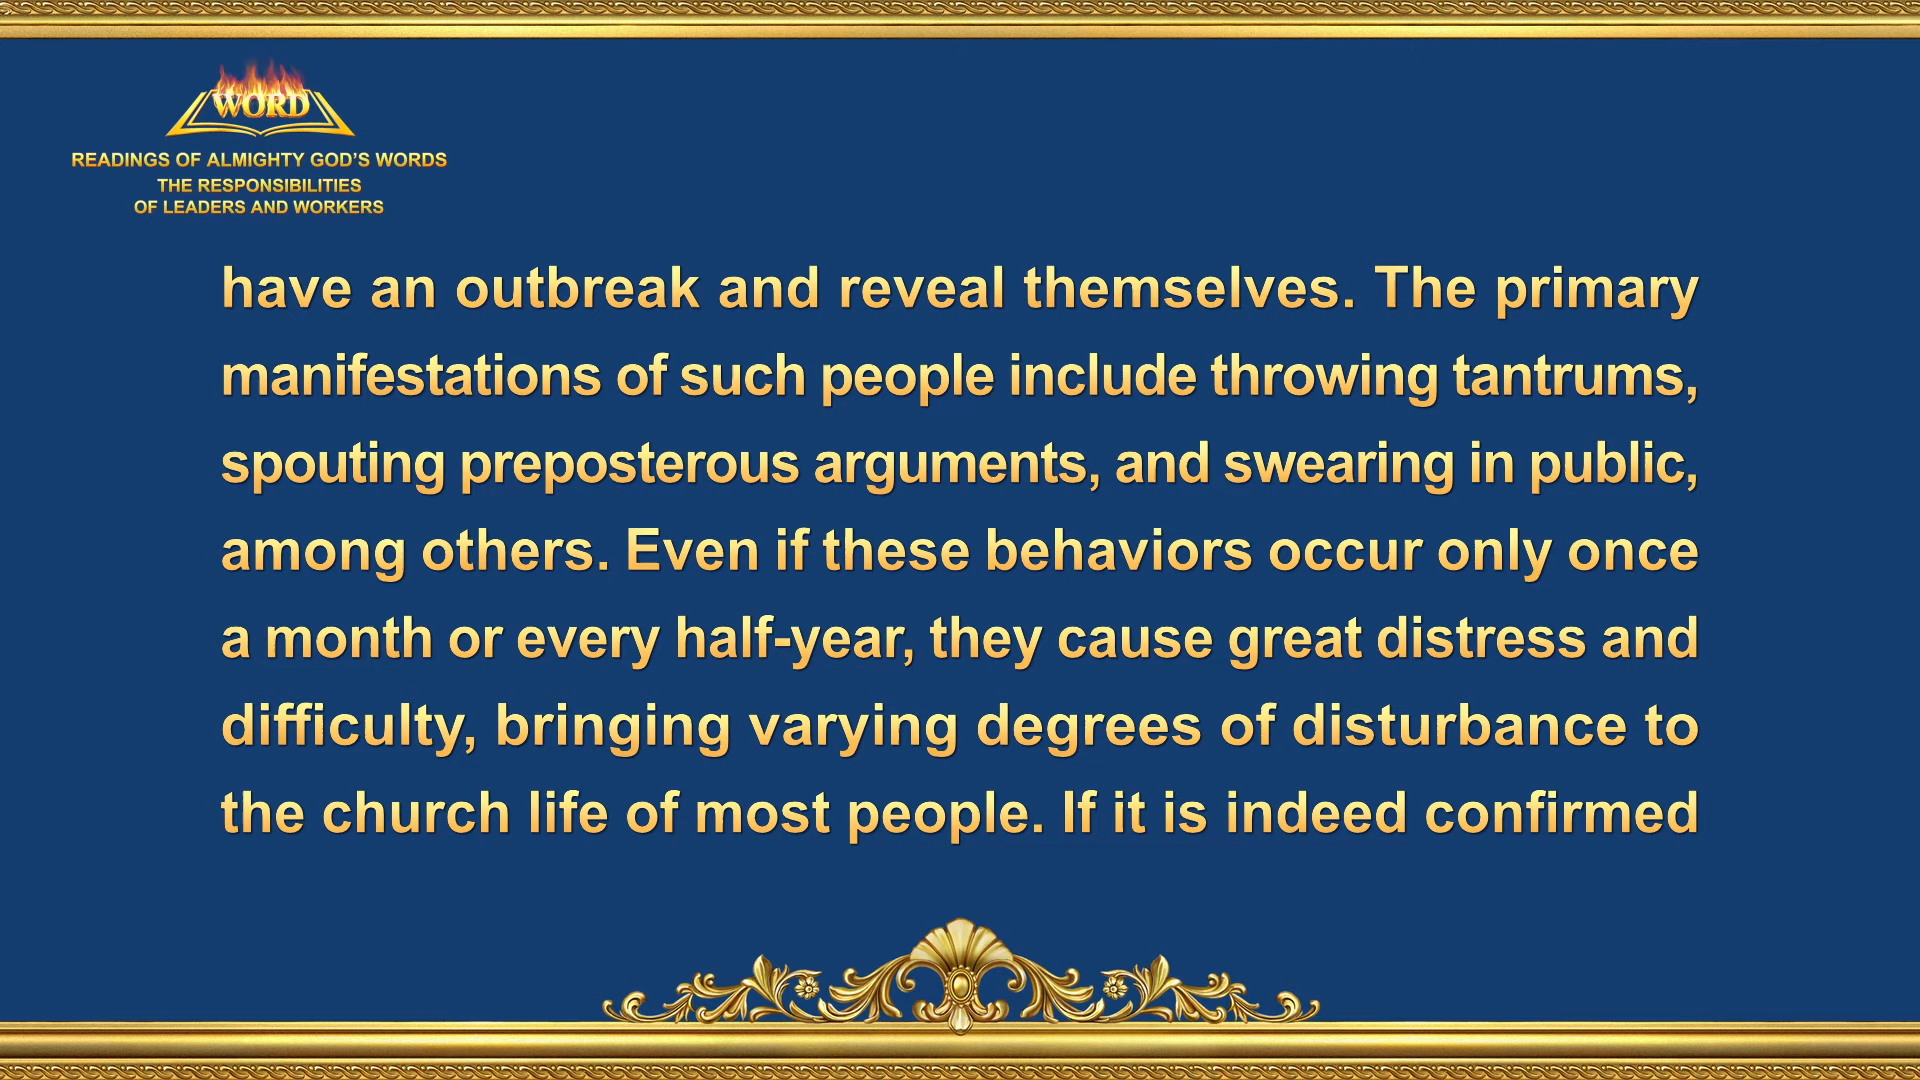 WORD
READINGS OF ALMIGHTY GOD’S WORDS
THE RESPONSIBILITIES
OF LEADERS AND WORKERS
have an outbreak and reveal themselves. The primary
manifestations of such people include throwing tantrums,
spouting preposterous arguments, and swearing in public,
among others. Even if these behaviors occur only once
a month or every half-year, they cause great distress and
difficulty, bringing varying degrees of disturbance to
the church life of most people. If it is indeed confirmed